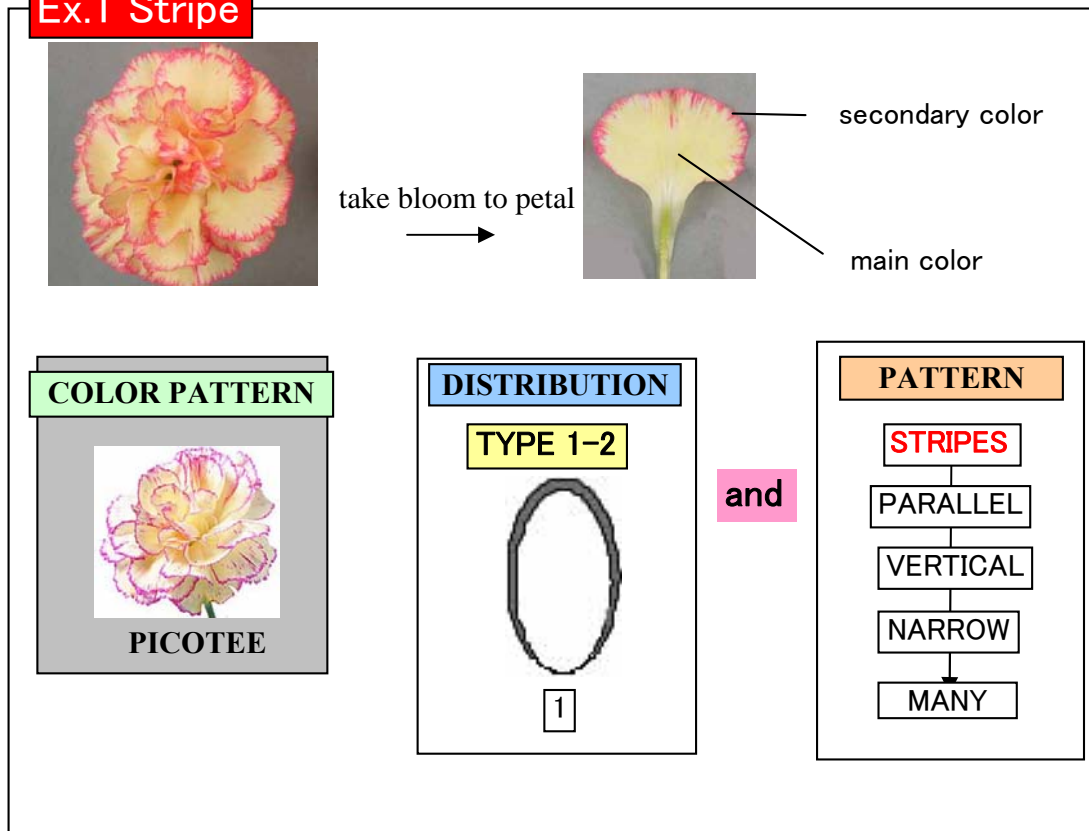 Ex.1 Stripe
take bloom to petal
secondary color
main color
COLOR PATTERN
PICOTEE
DISTRIBUTION
TYPE 1-2
1
and
PATTERN
STRIPES
PARALLEL
VERTICAL
NARROW
MANY